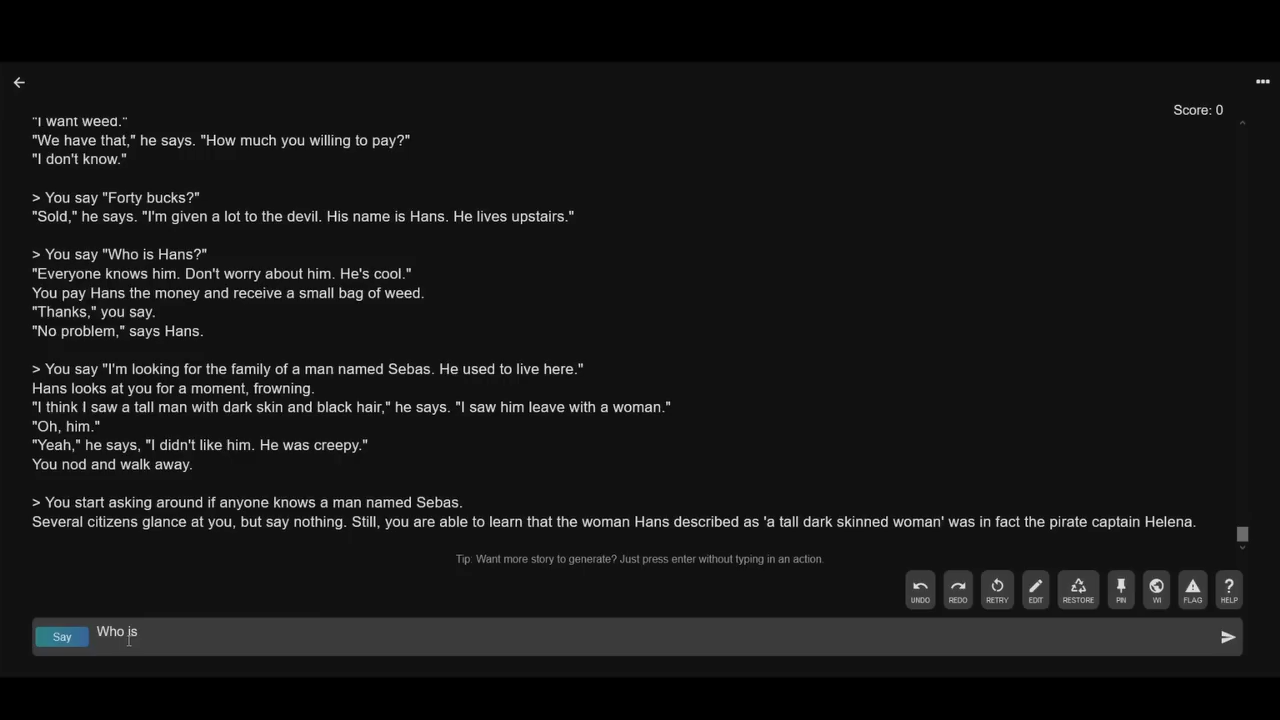 Score: 0
"I want weed."
"We have that," he says. "How much you willing to pay?"
"I don't know."
> You say "Forty bucks?"
"Sold," he says. "I'm given a lot to the devil. His name is Hans. He lives upstairs."
> You say "Who is Hans?"
"Everyone knows him. Don't worry about him. He's cool."
You pay Hans the money and receive a small bag of weed.
"Thanks," you say.
"No problem," says Hans.
> You say "I'm looking for the family of a man named Sebas. He used to live here."
Hans looks at you for a moment, frowning.
"I think I saw a tall man with dark skin and black hair," he says. "I saw him leave with a woman."
"Oh, him."
"Yeah," he says, "I didn't like him. He was creepy."
You nod and walk away.
> You start asking around if anyone knows a man named Sebas.
Several citizens glance at you, but say nothing. Still, you are able to learn that the woman Hans described as 'a tall dark skinned woman' was in fact the pirate captain Helena.
Tip: Want more story to generate? Just press enter without typing in an action.
UNDO REDO RETRY EDIT RESTORE PIN WI FLAG HELP
Say Who is